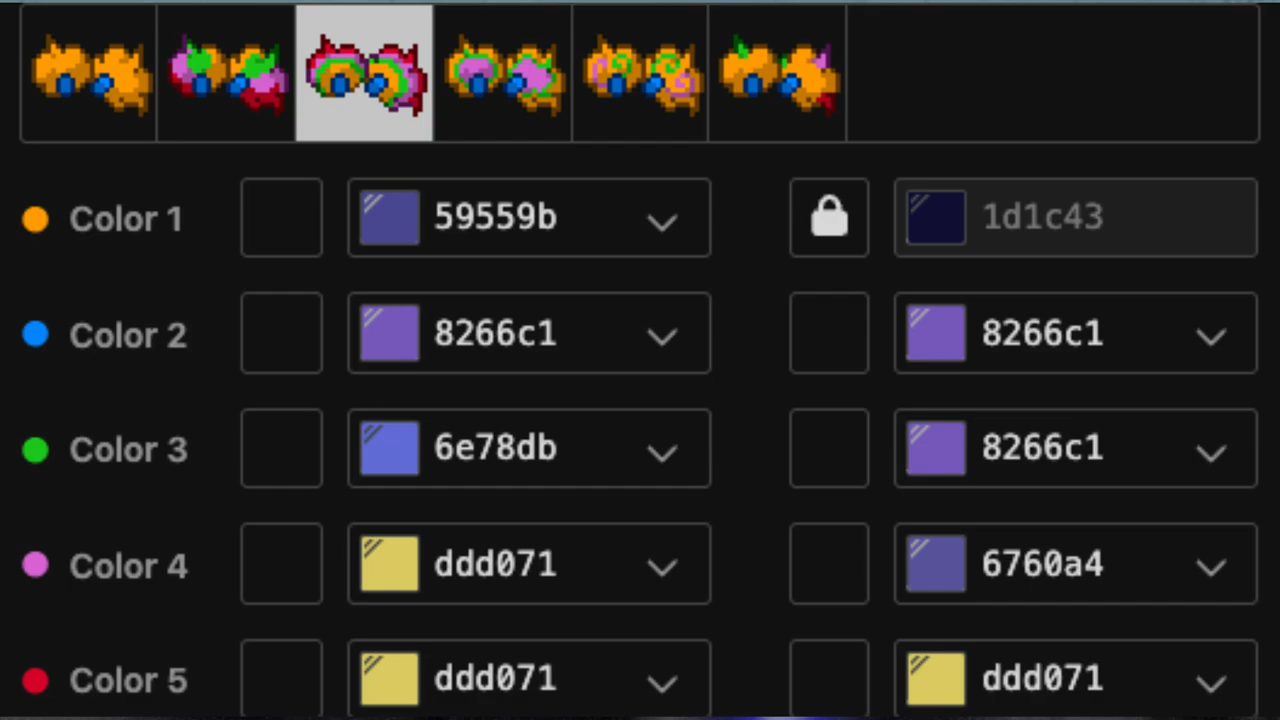 Color 1 59559b 1d1c43
Color 2 8266c1 8266c1
Color 3 6e78db 8266c1
Color 4 ddd071 6760a4
Color 5 ddd071 ddd071